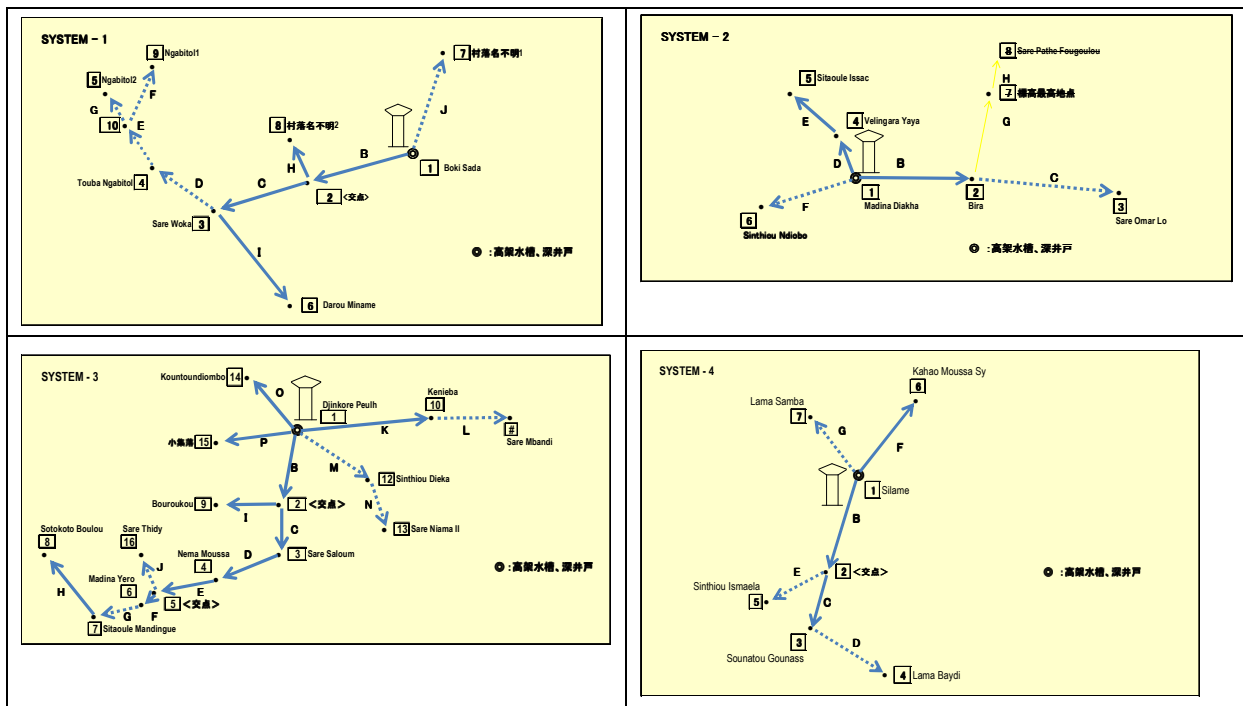 SYSTEM – 1
9 Ngabitol1
7 村落名不明1
5 Ngabitol2
F
G
J
10
E
8 村落名不明2
B
H
1
Boki Sada
Touba Ngabitol 4
D
C
2 <交点>
Sare Woka 3
I
◎ :高架水槽、深井戸
6 Darou Miname
SYSTEM – 2
8 Sare Pathe Fougoulou
5 Sitaoule Issac
H
7 標高最高地点
E
4 Velingara Yaya
G
D
B
C
1
2
F
Madina Diakha
Bira
3
6
Sare Omar Lo
Sinthiou Ndiobo
◎ :高架水槽、深井戸
SYSTEM - 3
Kountoundiombo 14
O
Djinkore Peulh
1
Kenieba
10
K
L
#
Sare Mbandi
小集落 15
P
B
M
12 Sinthiou Dieka
Bouroukou 9
I
2 <交点>
N
C
13 Sare Niama II
Sotokoto Boulou
8
Sare Thidy
16
Nema Moussa
4
D
3 Sare Saloum
J
Madina Yero
6
E
5 <交点>
H
G
F
7 Sitaoule Mandingue
◎ :高架水槽、深井戸
SYSTEM - 4
Kahao Moussa Sy
6
Lama Samba
7
G
F
1 Silame
B
E
2 <交点>
Sinthiou Ismaela
5
C
3
D
Sounatou Gounass
4 Lama Baydi
◎ :高架水槽、深井戸